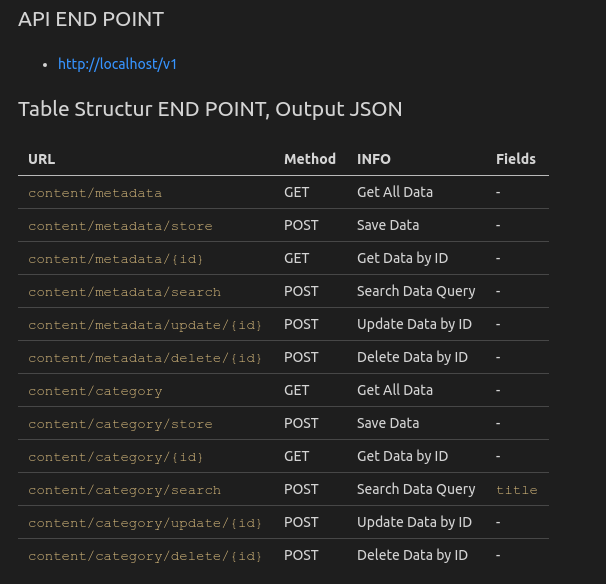 API END POINT
• http://localhost/v1
Table Structur END POINT, Output JSON
URL Method INFO Fields
content/metadata GET Get All Data -
content/metadata/store POST Save Data -
content/metadata/{id} GET Get Data by ID -
content/metadata/search POST Search Data Query -
content/metadata/update/{id} POST Update Data by ID -
content/metadata/delete/{id} POST Delete Data by ID -
content/category GET Get All Data -
content/category/store POST Save Data -
content/category/{id} GET Get Data by ID -
content/category/search POST Search Data Query title
content/category/update/{id} POST Update Data by ID -
content/category/delete/{id} POST Delete Data by ID -